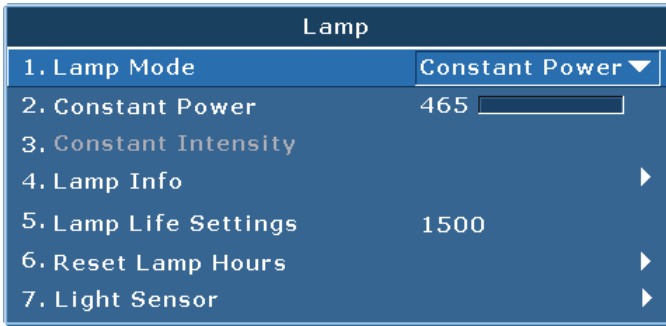 Lamp
1. Lamp Mode Constant Power
2. Constant Power 465
3. Constant Intensity
4. Lamp Info
5. Lamp Life Settings 1500
6. Reset Lamp Hours
7. Light Sensor